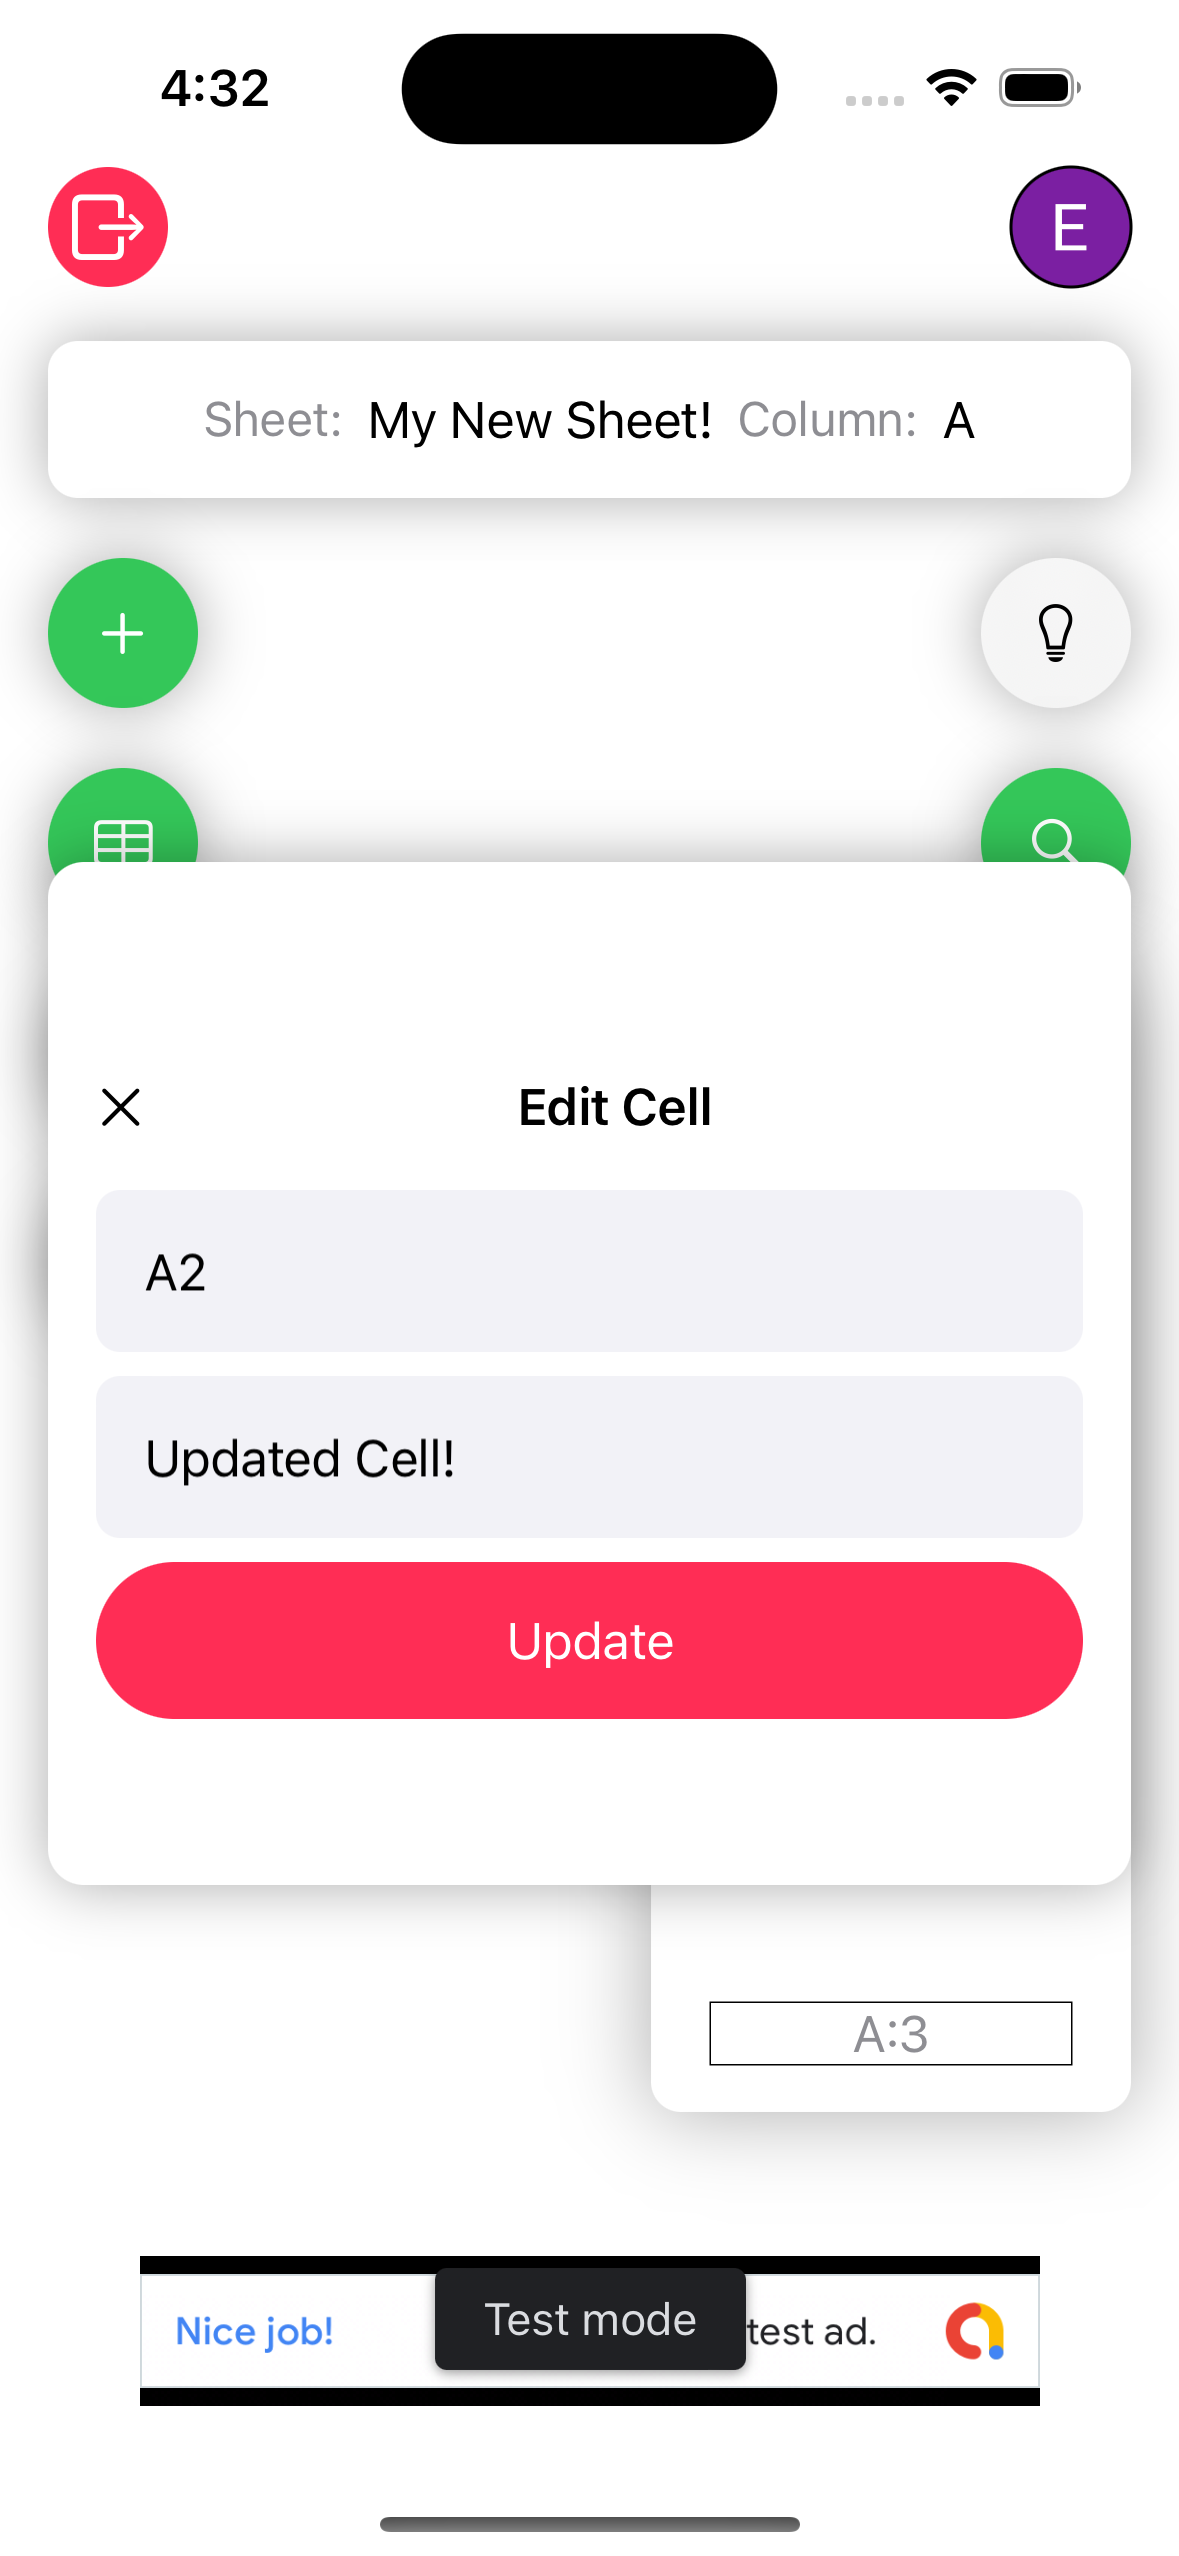 4:32
E
Sheet: My New Sheet! Column: A
Edit Cell
A2
Updated Cell!
Update
A:3
Nice job!
Test mode
test ad.